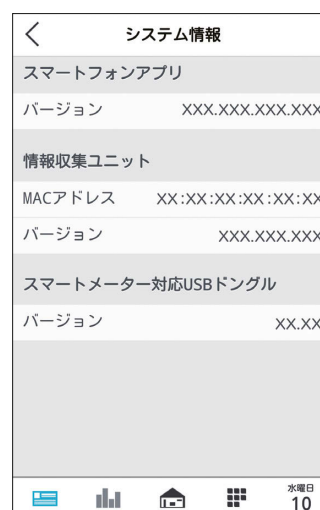 システム情報
スマートフォンアプリ
バージョン XXX.XXX.XXX.XXX
情報収集ユニット
MACアドレス XX:XX:XX:XX:XX:XX
バージョン XXX.XXX.XXX
スマートメーター対応USBドングル
バージョン XX.XX
水曜日
10